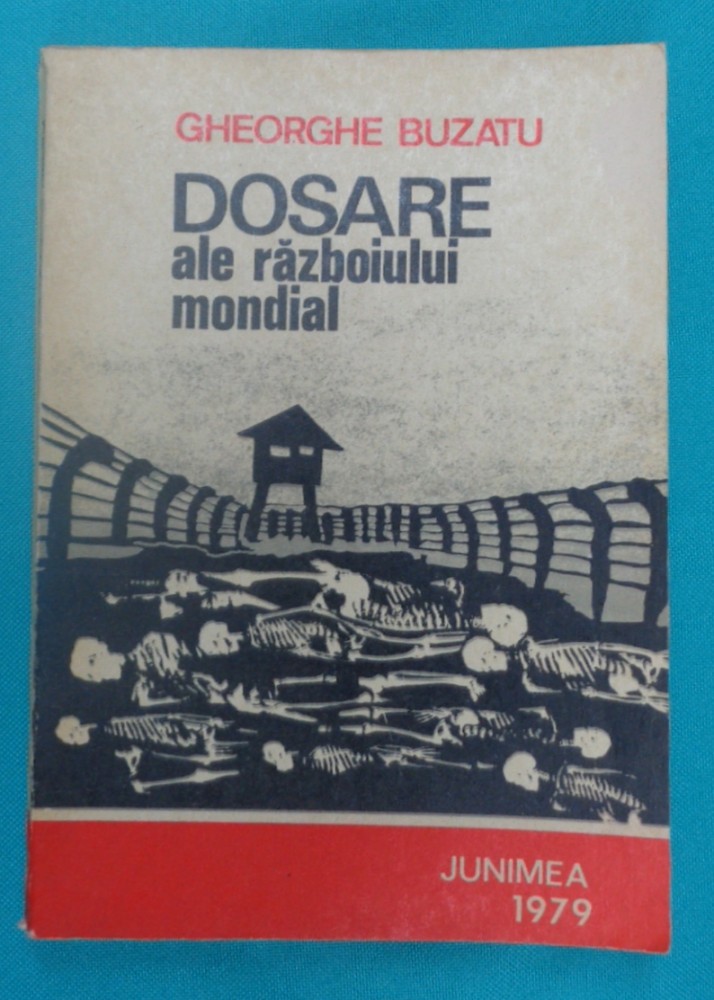 GHEORGHE BUZATU
DOSARE
ale războiului
mondial
JUNIMEA
1979